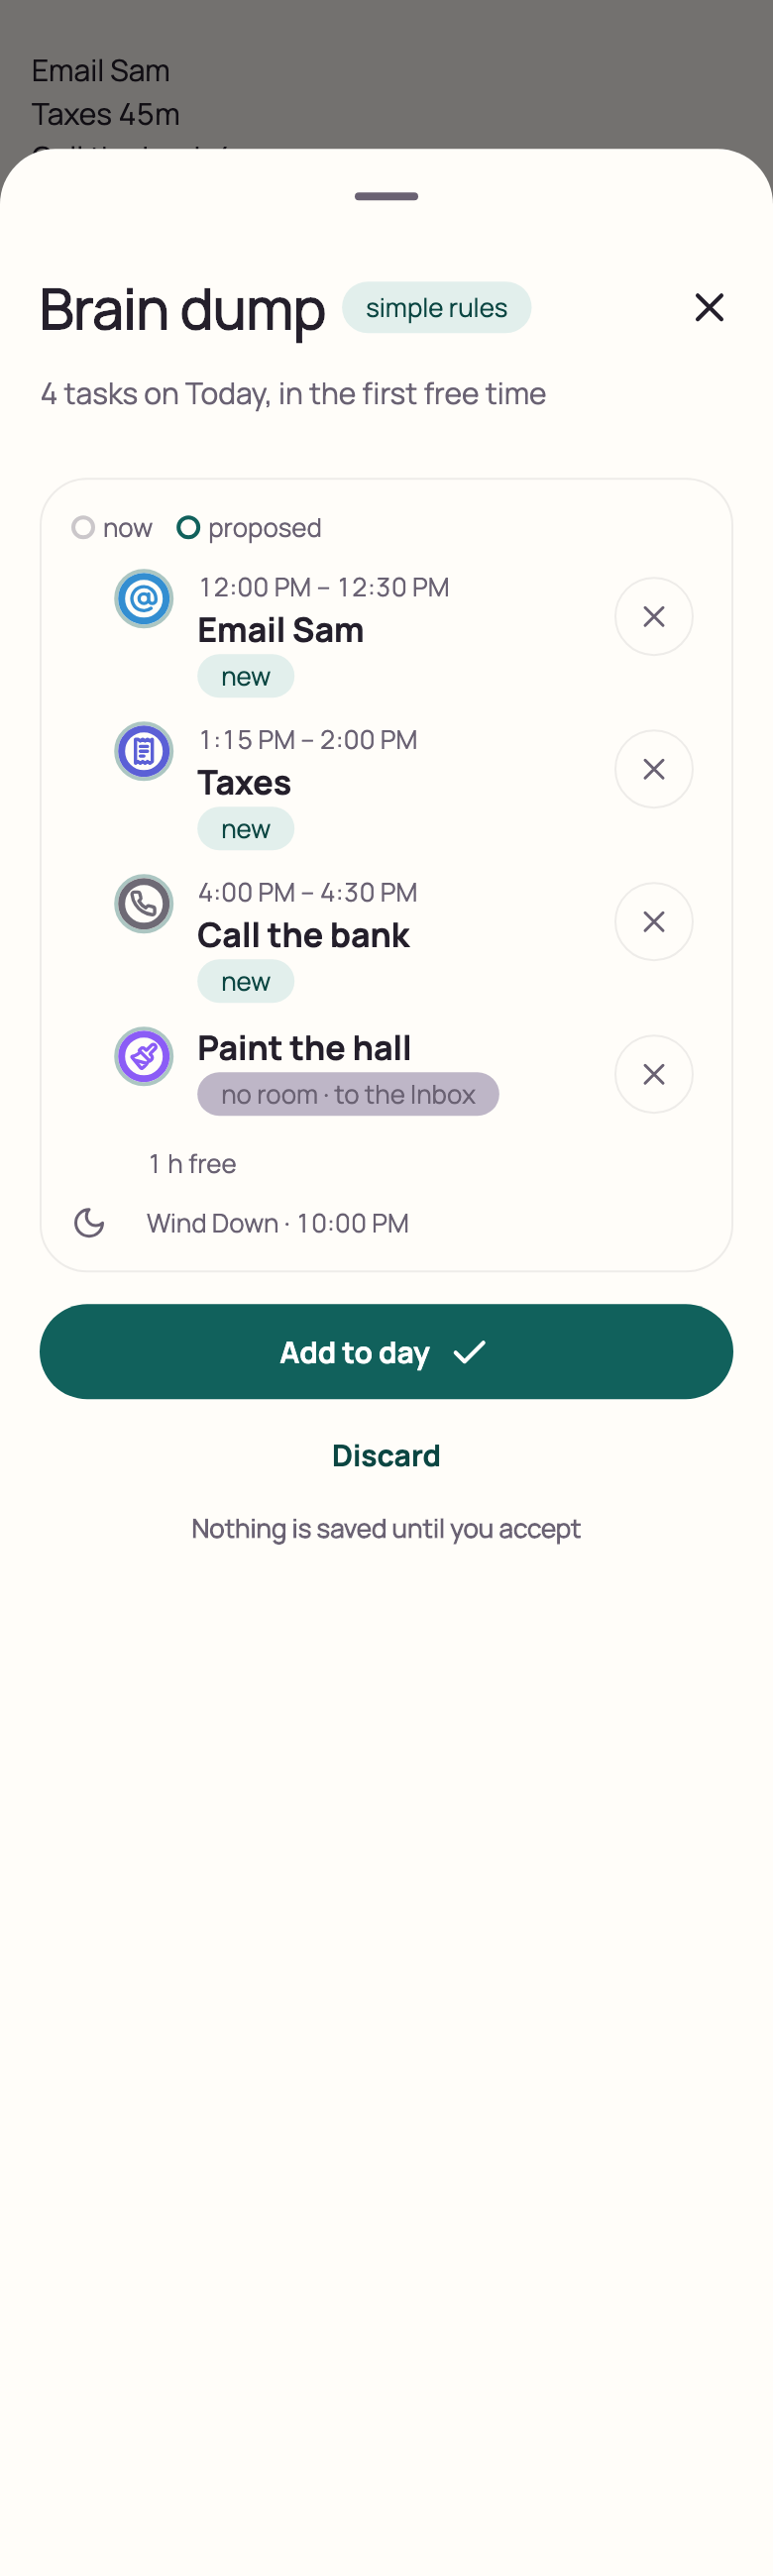 Email Sam
Taxes 45m
Brain dump
simple rules
4 tasks on Today, in the first free time
now
proposed
12:00 PM – 12:30 PM
Email Sam
new
1:15 PM – 2:00 PM
Taxes
new
4:00 PM – 4:30 PM
Call the bank
new
Paint the hall
no room · to the Inbox
1 h free
Wind Down · 10:00 PM
Add to day
Discard
Nothing is saved until you accept